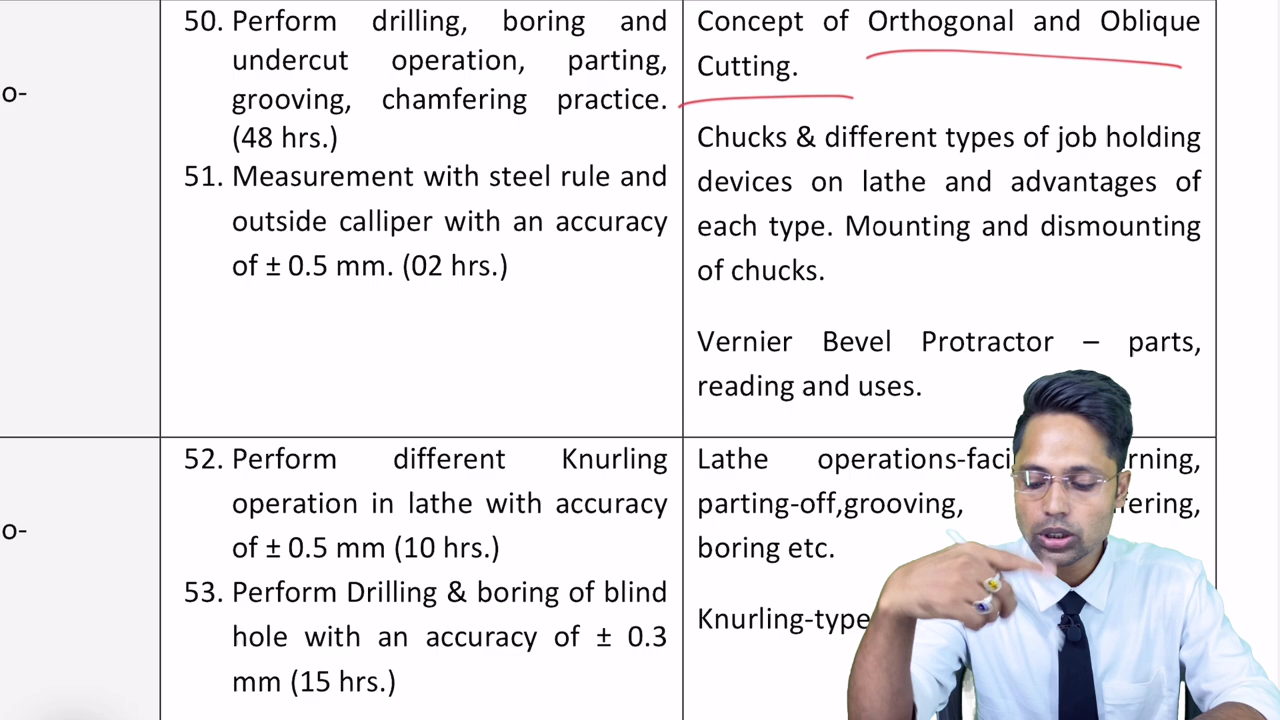 o-
50. Perform drilling, boring and
undercut operation, parting,
grooving, chamfering practice.
(48 hrs.)
51. Measurement with steel rule and
outside calliper with an accuracy
of ± 0.5 mm. (02 hrs.)
Concept of Orthogonal and Oblique
Cutting.
Chucks & different types of job holding
devices on lathe and advantages of
each type. Mounting and dismounting
of chucks.
Vernier Bevel Protractor – parts,
reading and uses.
o-
52. Perform different Knurling
operation in lathe with accuracy
of ± 0.5 mm (10 hrs.)
53. Perform Drilling & boring of blind
hole with an accuracy of ± 0.3
mm (15 hrs.)
Lathe operations-faci rning,
parting-off,grooving, fering,
boring etc.
Knurling-type